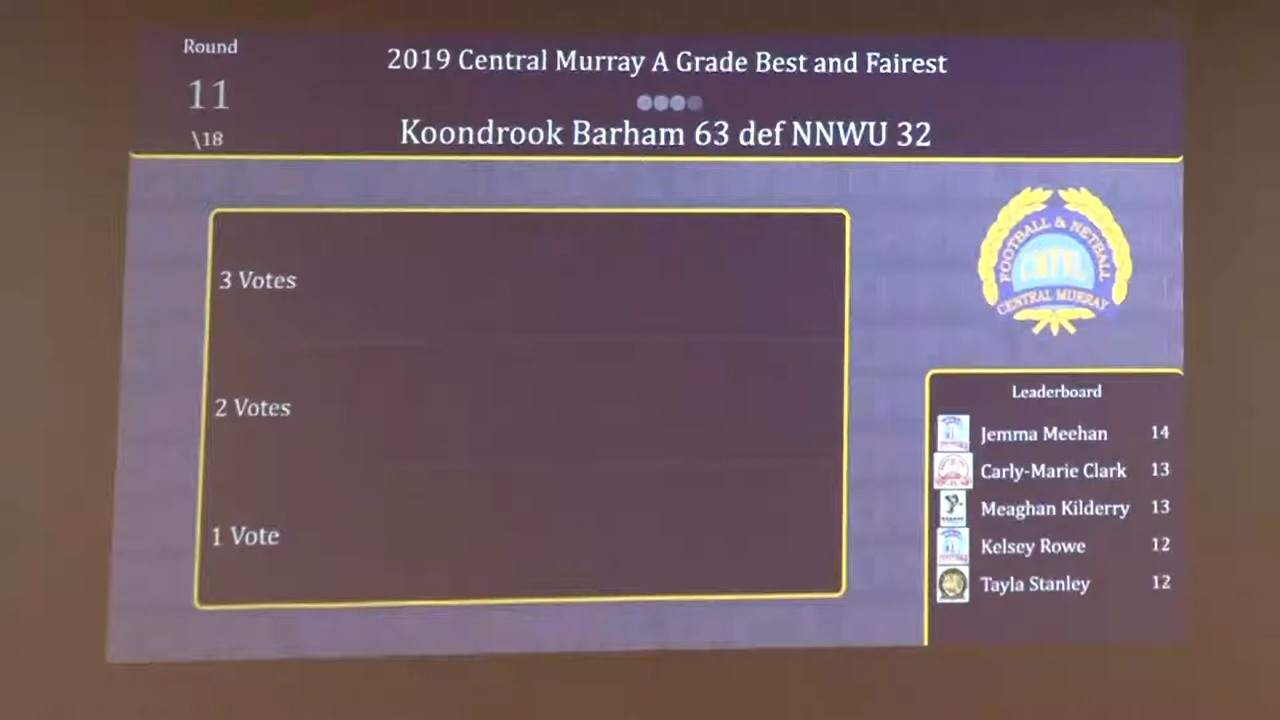 Round
11
\18
2019 Central Murray A Grade Best and Fairest
Koondrook Barham 63 def NNWU 32
3 Votes
2 Votes
1 Vote
FOOTBALL & NETBALL
CENTRAL MURRAY
Leaderboard
Jemma Meehan 14
Carly-Marie Clark 13
Meaghan Kilderry 13
Kelsey Rowe 12
Tayla Stanley 12